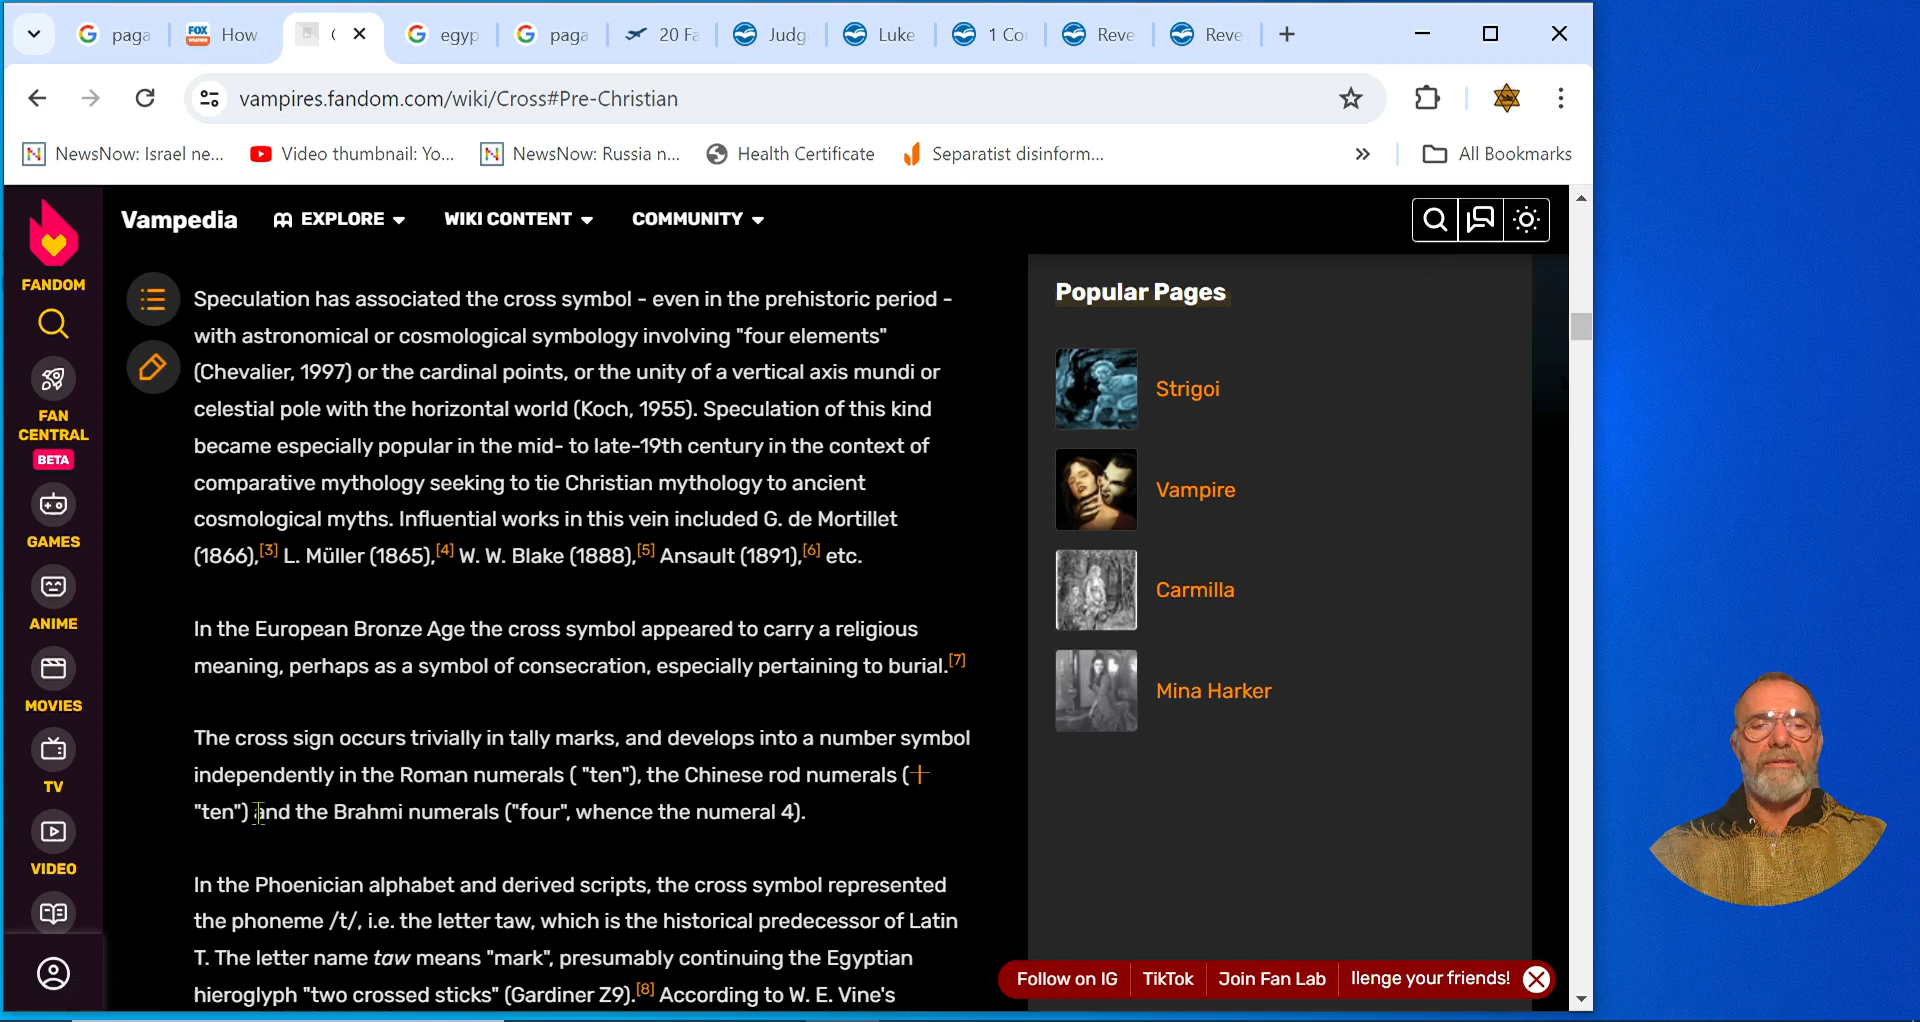 paga
FOX WEATHER
How
egyp
paga
20 Fa
Judg
Luke
1 Co
Reve
Reve
vampires.fandom.com/wiki/Cross#Pre-Christian
NewsNow: Israel ne...
Video thumbnail: Yo...
NewsNow: Russia n...
Health Certificate
Separatist disinform...
All Bookmarks
Vampedia
EXPLORE
WIKI CONTENT
COMMUNITY
FANDOM
FAN
CENTRAL
BETA
GAMES
ANIME
MOVIES
TV
VIDEO
Speculation has associated the cross symbol - even in the prehistoric period -
with astronomical or cosmological symbology involving "four elements"
(Chevalier, 1997) or the cardinal points, or the unity of a vertical axis mundi or
celestial pole with the horizontal world (Koch, 1955). Speculation of this kind
became especially popular in the mid- to late-19th century in the context of
comparative mythology seeking to tie Christian mythology to ancient
cosmological myths. Influential works in this vein included G. de Mortillet
(1866),[3] L. Müller (1865),[4] W. W. Blake (1888),[5] Ansault (1891),[6] etc.
In the European Bronze Age the cross symbol appeared to carry a religious
meaning, perhaps as a symbol of consecration, especially pertaining to burial.[7]
The cross sign occurs trivially in tally marks, and develops into a number symbol
independently in the Roman numerals ( "ten"), the Chinese rod numerals (十
"ten") and the Brahmi numerals ("four", whence the numeral 4).
In the Phoenician alphabet and derived scripts, the cross symbol represented
the phoneme /t/, i.e. the letter taw, which is the historical predecessor of Latin
T. The letter name taw means "mark", presumably continuing the Egyptian
hieroglyph "two crossed sticks" (Gardiner Z9).[8] According to W. E. Vine's
Popular Pages
Strigoi
Vampire
Carmilla
Mina Harker
Follow on IG
TikTok
Join Fan Lab
llenge your friends!